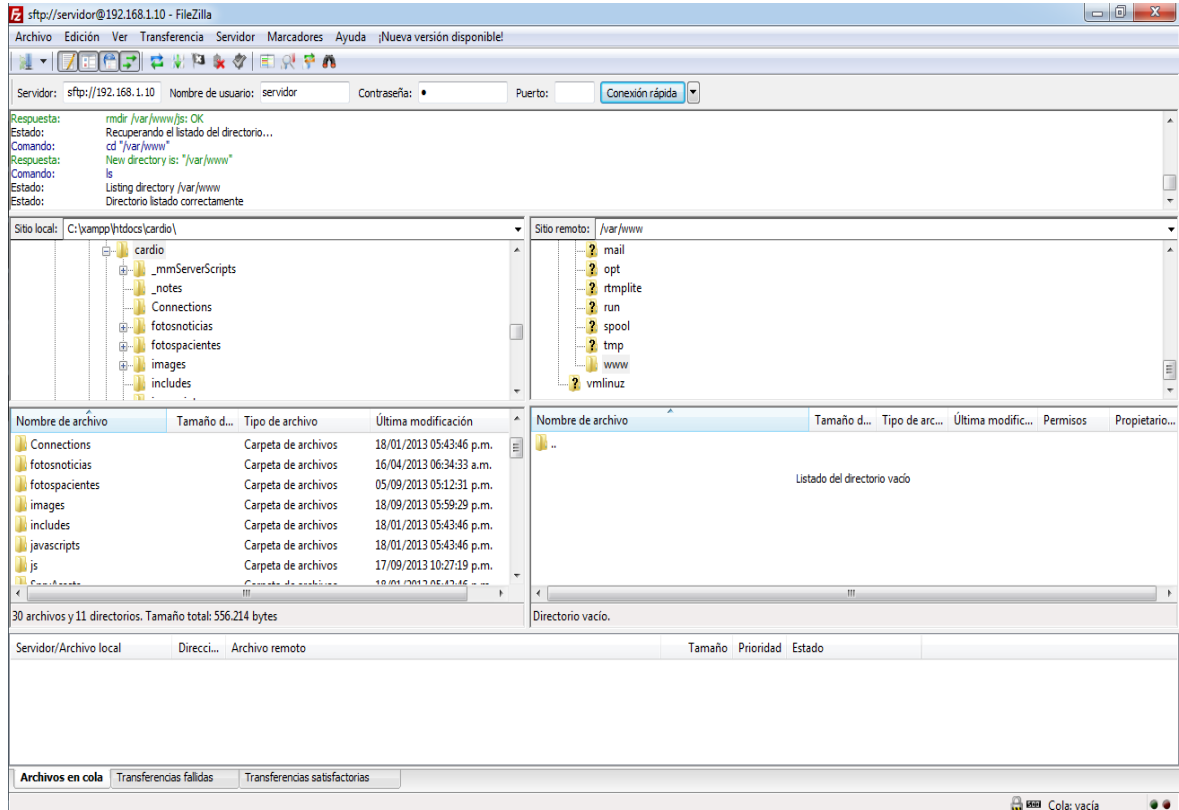 sftp://servidor@192.168.1.10 - FileZilla
Archivo Edición Ver Transferencia Servidor Marcadores Ayuda ¡Nueva versión disponible!
Servidor: sftp://192.168.1.10 Nombre de usuario: servidor Contraseña: ● Puerto: Conexión rápida
Respuesta: rmdir /var/www/js: OK
Estado: Recuperando el listado del directorio...
Comando: cd "/var/www"
Respuesta: New directory is: "/var/www"
Comando: ls
Estado: Listing directory /var/www
Estado: Directorio listado correctamente
Sitio local: C:\xampp\htdocs\cardio\
cardio
_mmServerScripts
_notes
Connections
fotosnoticias
fotospacientes
images
includes
Sitio remoto: /var/www
mail
opt
rtmplite
run
spool
tmp
www
vmlinuz
Nombre de archivo Tamaño d... Tipo de archivo Última modificación
Connections Carpeta de archivos 18/01/2013 05:43:46 p.m.
fotosnoticias Carpeta de archivos 16/04/2013 06:34:33 a.m.
fotospacientes Carpeta de archivos 05/09/2013 05:12:31 p.m.
images Carpeta de archivos 18/09/2013 05:59:29 p.m.
includes Carpeta de archivos 18/01/2013 05:43:46 p.m.
javascripts Carpeta de archivos 18/01/2013 05:43:46 p.m.
js Carpeta de archivos 17/09/2013 10:27:19 p.m.
30 archivos y 11 directorios. Tamaño total: 556.214 bytes
Nombre de archivo Tamaño d... Tipo de arc... Última modific... Permisos Propietario...
..
Listado del directorio vacío
Directorio vacío.
Servidor/Archivo local Direcci... Archivo remoto Tamaño Prioridad Estado
Archivos en cola Transferencias fallidas Transferencias satisfactorias
Cola: vacía